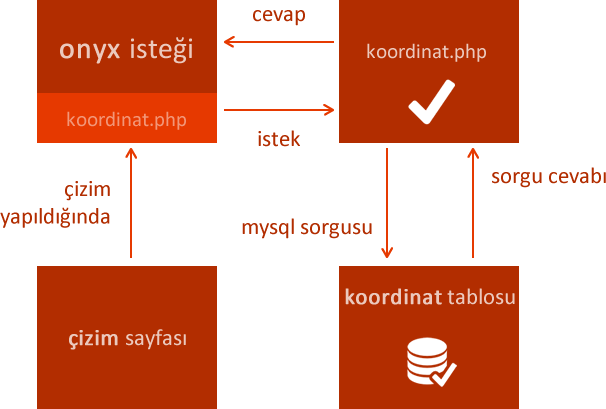 cevap
onyx isteği
koordinat.php
koordinat.php
istek
çizim
yapıldığında
mysql sorgusu
sorgu cevabı
çizim sayfası
koordinat tablosu